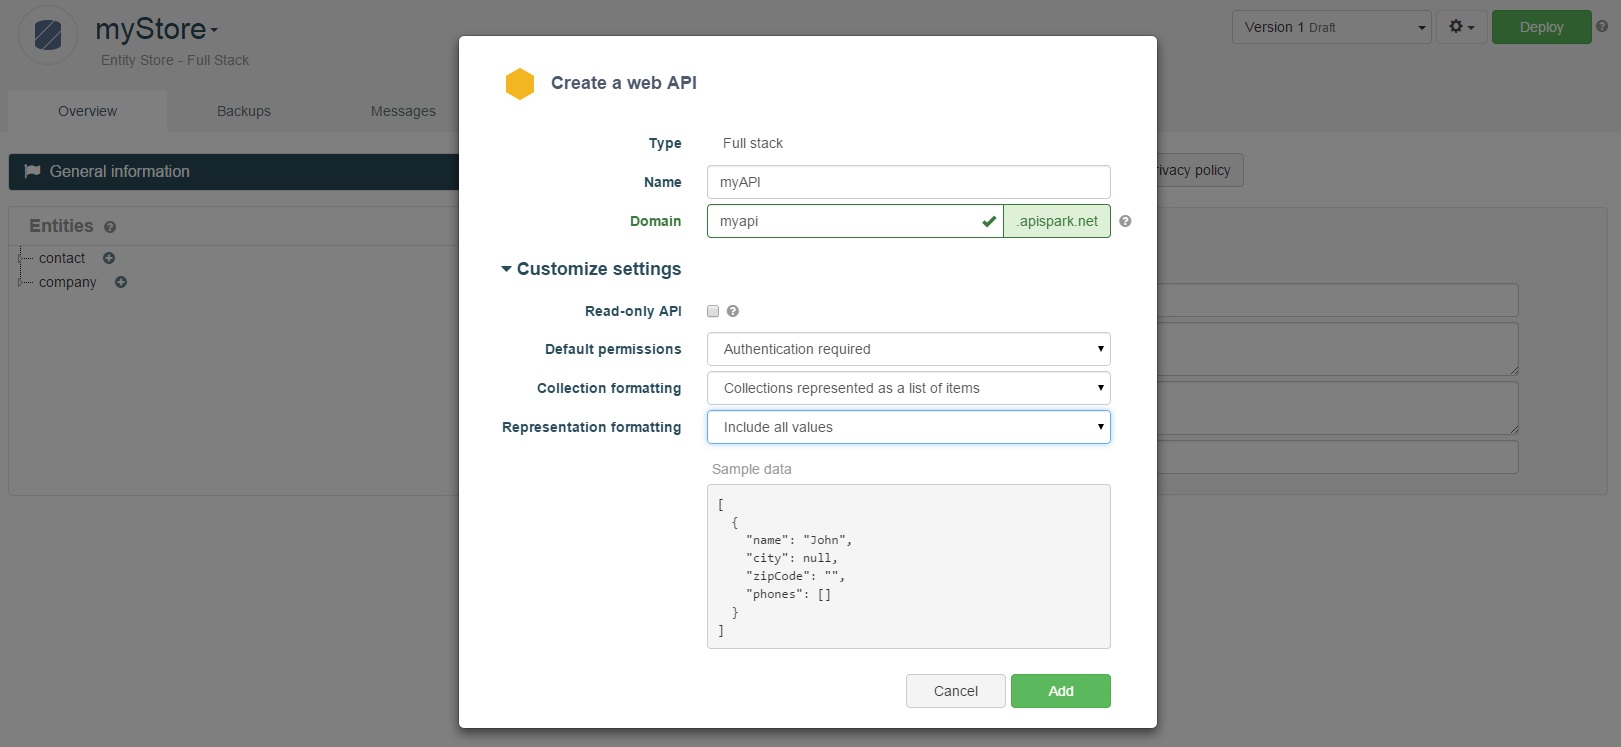 myStore
Entity Store - Full Stack
Version 1 Draft
Deploy
?
Overview
Backups
Messages
General information
rivacy policy
Entities ?
contact
company
Create a web API
Type Full stack
Name myAPI
Domain myapi .apispark.net ?
Customize settings
Read-only API ?
Default permissions Authentication required
Collection formatting Collections represented as a list of items
Representation formatting Include all values
Sample data
[
{
"name": "John",
"city": null,
"zipCode": "",
"phones": []
}
]
Cancel
Add